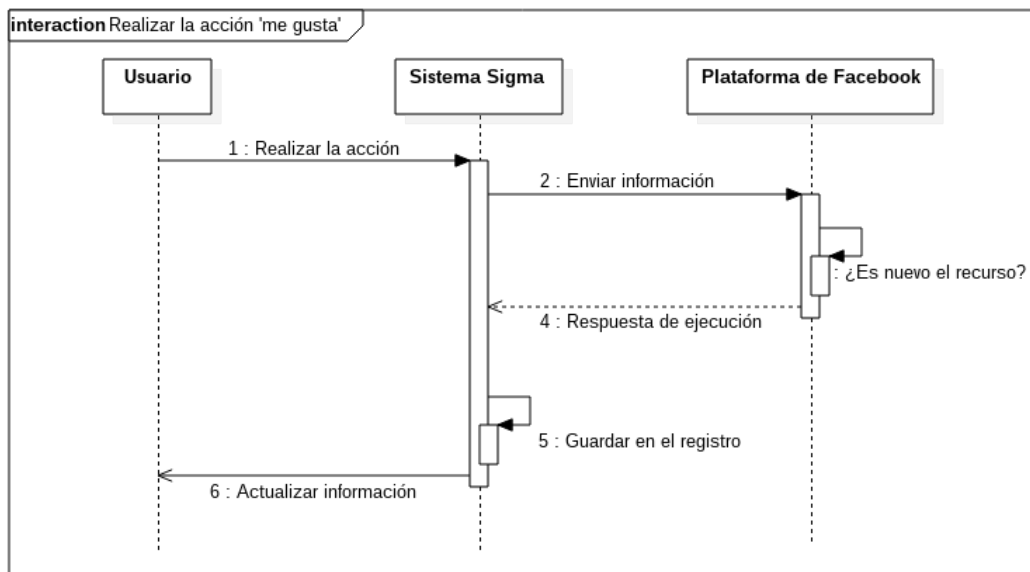 interaction Realizar la acción 'me gusta'
Usuario
Sistema Sigma
Plataforma de Facebook
1 : Realizar la acción
2 : Enviar información
: ¿Es nuevo el recurso?
4 : Respuesta de ejecución
5 : Guardar en el registro
6 : Actualizar información